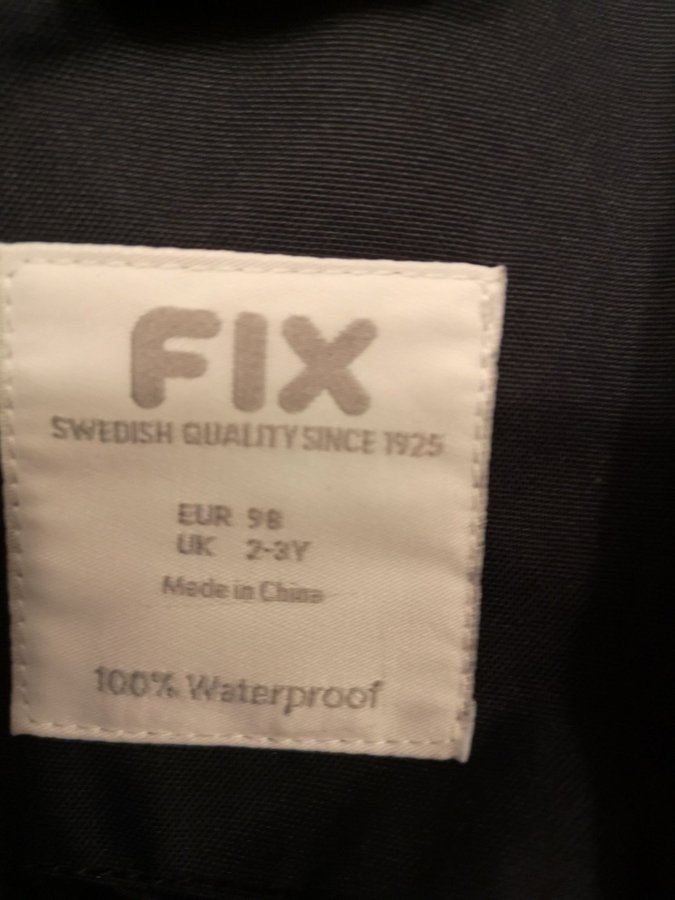 FIX
SWEDISH QUALITY SINCE 1925
EUR 98
UK 2-3Y
Made in China
100% Waterproof